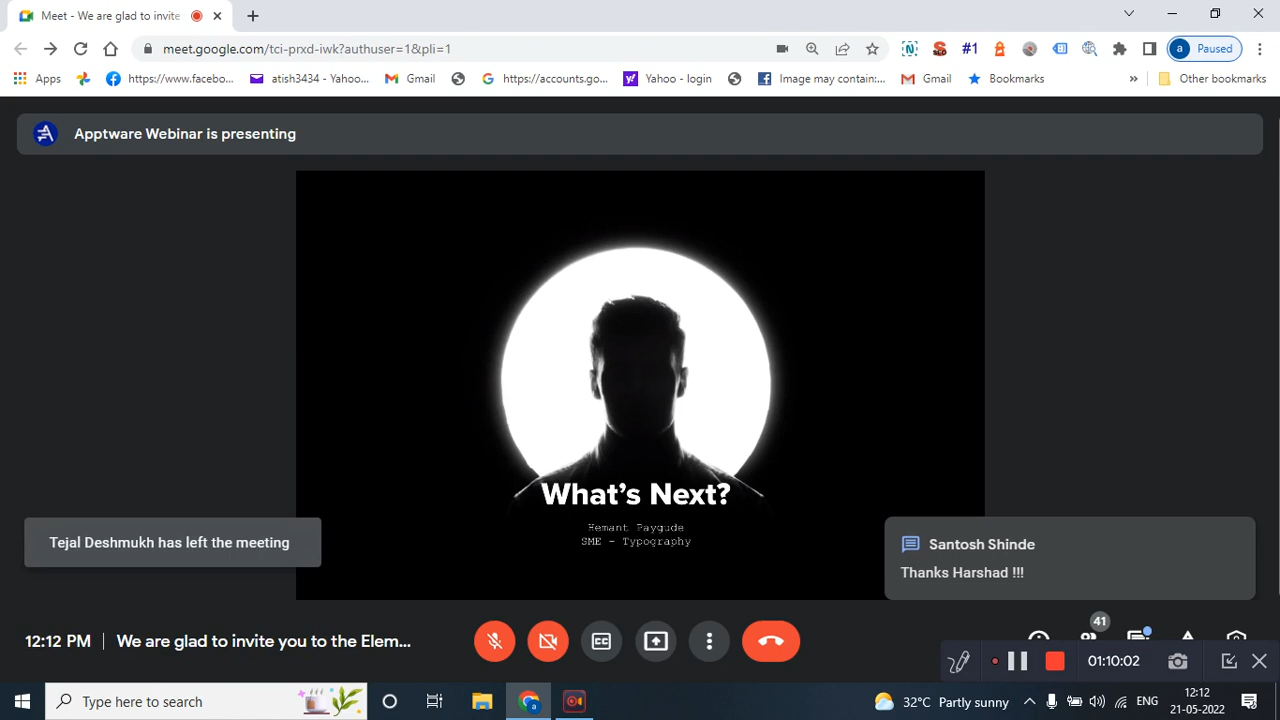 Meet - We are glad to invite
meet.google.com/tci-prxd-iwk?authuser=1&pli=1
#1
a Paused
Apps
https://www.facebo...
atish3434 - Yahoo...
Gmail
https://accounts.go...
Yahoo - login
Image may contain:...
Gmail
Bookmarks
»
Other bookmarks
Apptware Webinar is presenting
What's Next?
Hemant Paygude
SME - Typography
Tejal Deshmukh has left the meeting
Santosh Shinde
Thanks Harshad !!!
12:12 PM
We are glad to invite you to the Elem...
CC
41
01:10:02
Type here to search
32°C Partly sunny
ENG
12:12
21-05-2022